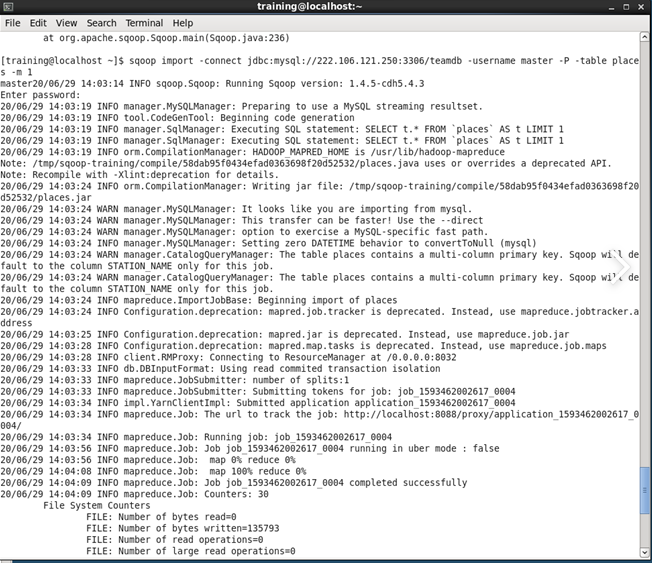 training@localhost:~
File Edit View Search Terminal Help
at org.apache.sqoop.Sqoop.main(Sqoop.java:236)
[training@localhost ~]$ sqoop import -connect jdbc:mysql://222.106.121.250:3306/teamdb -username master -P -table place
s -m 1
master20/06/29 14:03:14 INFO sqoop.Sqoop: Running Sqoop version: 1.4.5-cdh5.4.3
Enter password:
20/06/29 14:03:19 INFO manager.MySQLManager: Preparing to use a MySQL streaming resultset.
20/06/29 14:03:19 INFO tool.CodeGenTool: Beginning code generation
20/06/29 14:03:19 INFO manager.SqlManager: Executing SQL statement: SELECT t.* FROM `places` AS t LIMIT 1
20/06/29 14:03:19 INFO manager.SqlManager: Executing SQL statement: SELECT t.* FROM `places` AS t LIMIT 1
20/06/29 14:03:19 INFO orm.CompilationManager: HADOOP_MAPRED_HOME is /usr/lib/hadoop-mapreduce
Note: /tmp/sqoop-training/compile/58dab95f0434efad0363698f20d52532/places.java uses or overrides a deprecated API.
Note: Recompile with -Xlint:deprecation for details.
20/06/29 14:03:24 INFO orm.CompilationManager: Writing jar file: /tmp/sqoop-training/compile/58dab95f0434efad0363698f20
d52532/places.jar
20/06/29 14:03:24 WARN manager.MySQLManager: It looks like you are importing from mysql.
20/06/29 14:03:24 WARN manager.MySQLManager: This transfer can be faster! Use the --direct
20/06/29 14:03:24 WARN manager.MySQLManager: option to exercise a MySQL-specific fast path.
20/06/29 14:03:24 INFO manager.MySQLManager: Setting zero DATETIME behavior to convertToNull (mysql)
20/06/29 14:03:24 WARN manager.CatalogQueryManager: The table places contains a multi-column primary key. Sqoop will de
fault to the column STATION_NAME only for this job.
20/06/29 14:03:24 WARN manager.CatalogQueryManager: The table places contains a multi-column primary key. Sqoop will de
fault to the column STATION_NAME only for this job.
20/06/29 14:03:24 INFO mapreduce.ImportJobBase: Beginning import of places
20/06/29 14:03:24 INFO Configuration.deprecation: mapred.job.tracker is deprecated. Instead, use mapreduce.jobtracker.a
ddress
20/06/29 14:03:25 INFO Configuration.deprecation: mapred.jar is deprecated. Instead, use mapreduce.job.jar
20/06/29 14:03:28 INFO Configuration.deprecation: mapred.map.tasks is deprecated. Instead, use mapreduce.job.maps
20/06/29 14:03:28 INFO client.RMProxy: Connecting to ResourceManager at /0.0.0.0:8032
20/06/29 14:03:33 INFO db.DBInputFormat: Using read commited transaction isolation
20/06/29 14:03:33 INFO mapreduce.JobSubmitter: number of splits:1
20/06/29 14:03:33 INFO mapreduce.JobSubmitter: Submitting tokens for job: job_1593462002617_0004
20/06/29 14:03:34 INFO impl.YarnClientImpl: Submitted application application_1593462002617_0004
20/06/29 14:03:34 INFO mapreduce.Job: The url to track the job: http://localhost:8088/proxy/application_1593462002617_0
004/
20/06/29 14:03:34 INFO mapreduce.Job: Running job: job_1593462002617_0004
20/06/29 14:03:56 INFO mapreduce.Job: Job job_1593462002617_0004 running in uber mode : false
20/06/29 14:03:56 INFO mapreduce.Job:  map 0% reduce 0%
20/06/29 14:04:08 INFO mapreduce.Job:  map 100% reduce 0%
20/06/29 14:04:09 INFO mapreduce.Job: Job job_1593462002617_0004 completed successfully
20/06/29 14:04:09 INFO mapreduce.Job: Counters: 30
File System Counters
FILE: Number of bytes read=0
FILE: Number of bytes written=135793
FILE: Number of read operations=0
FILE: Number of large read operations=0